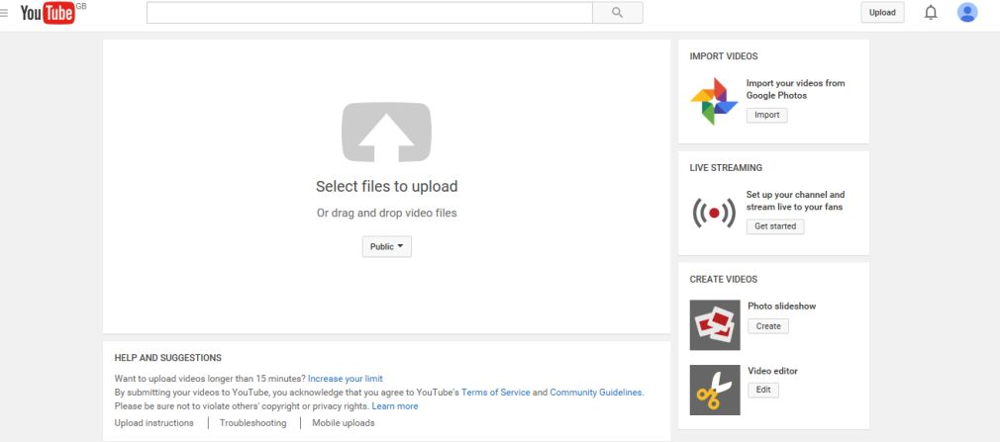 YouTube GB
Upload
Select files to upload
Or drag and drop video files
Public
HELP AND SUGGESTIONS
Want to upload videos longer than 15 minutes? Increase your limit
By submitting your videos to YouTube, you acknowledge that you agree to YouTube's Terms of Service and Community Guidelines.
Please be sure not to violate others' copyright or privacy rights. Learn more
Upload instructions | Troubleshooting | Mobile uploads
IMPORT VIDEOS
Import your videos from
Google Photos
Import
LIVE STREAMING
Set up your channel and
stream live to your fans
Get started
CREATE VIDEOS
Photo slideshow
Create
Video editor
Edit